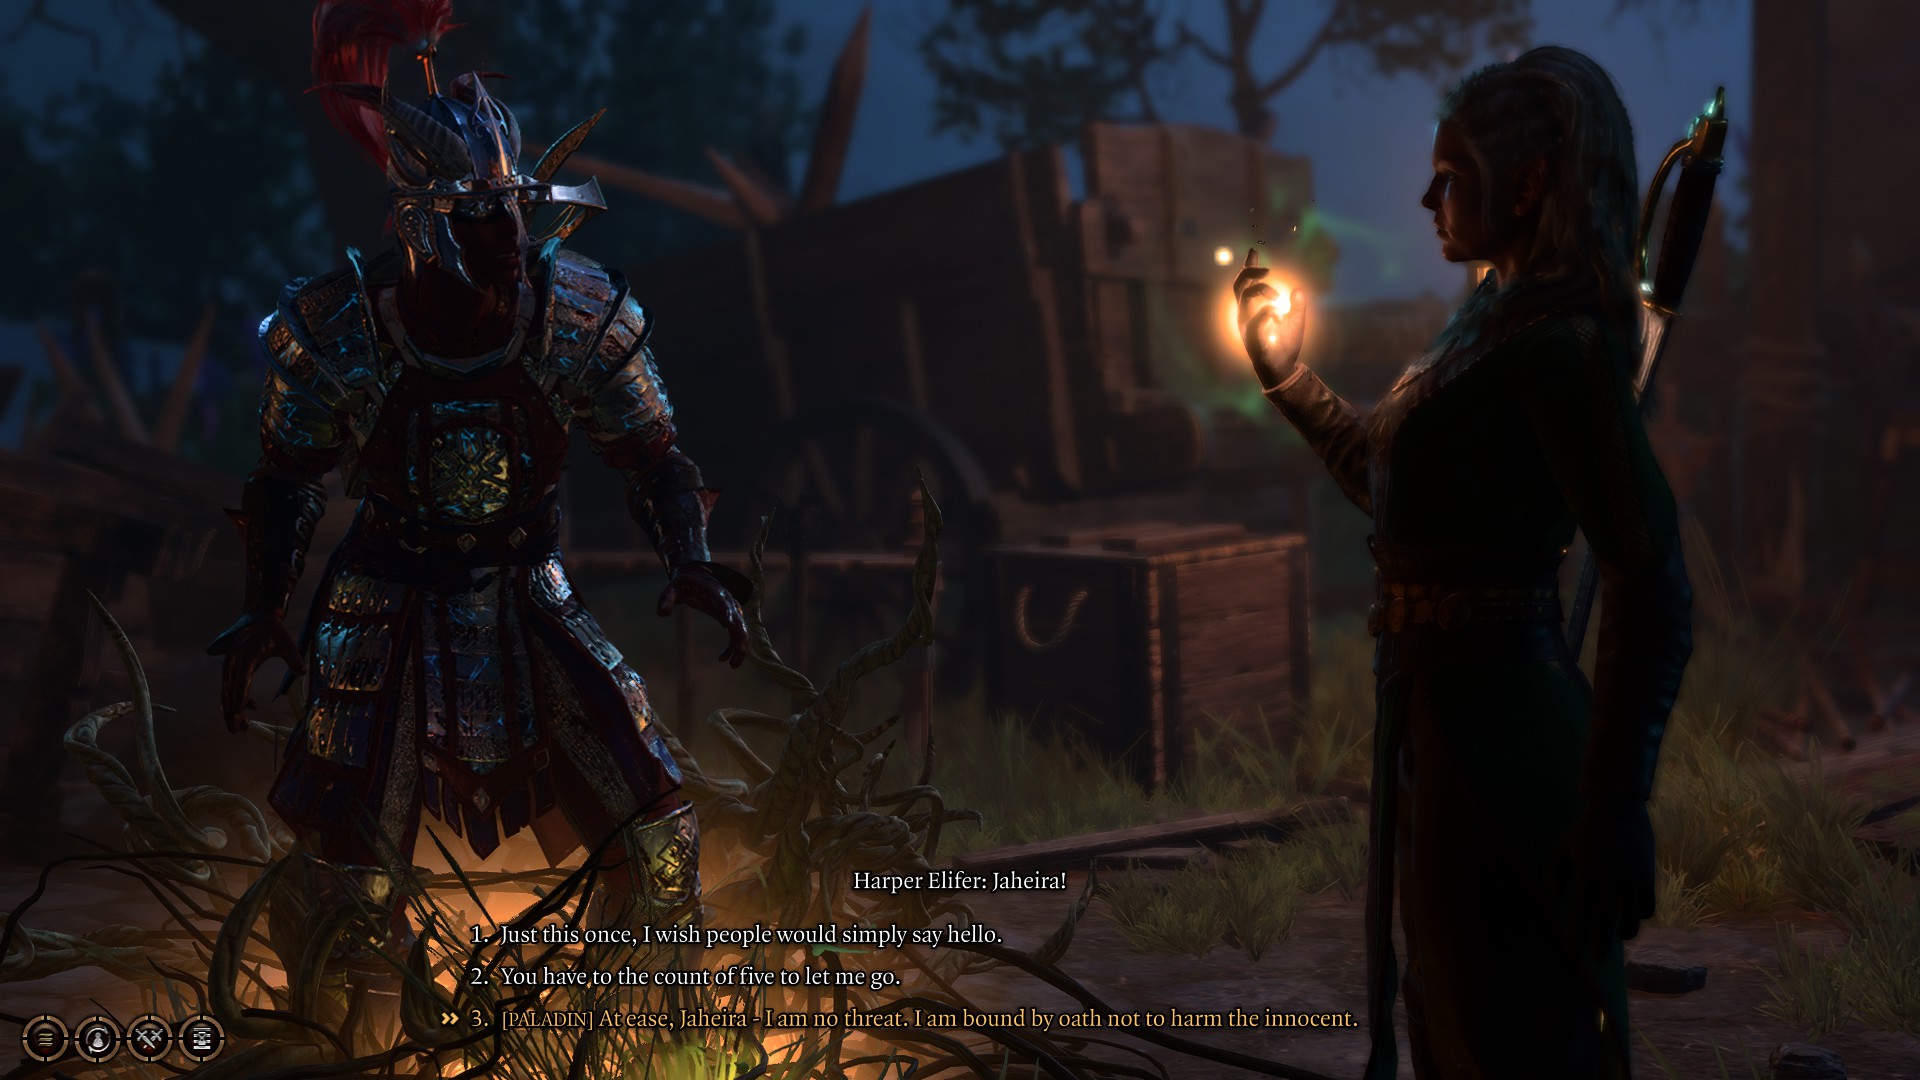 Harper Elifer: Jaheira!
1. Just this once, I wish people would simply say hello.
2. You have to the count of five to let me go.
3. [PALADIN] At ease, Jaheira - I am no threat. I am bound by oath not to harm the innocent.